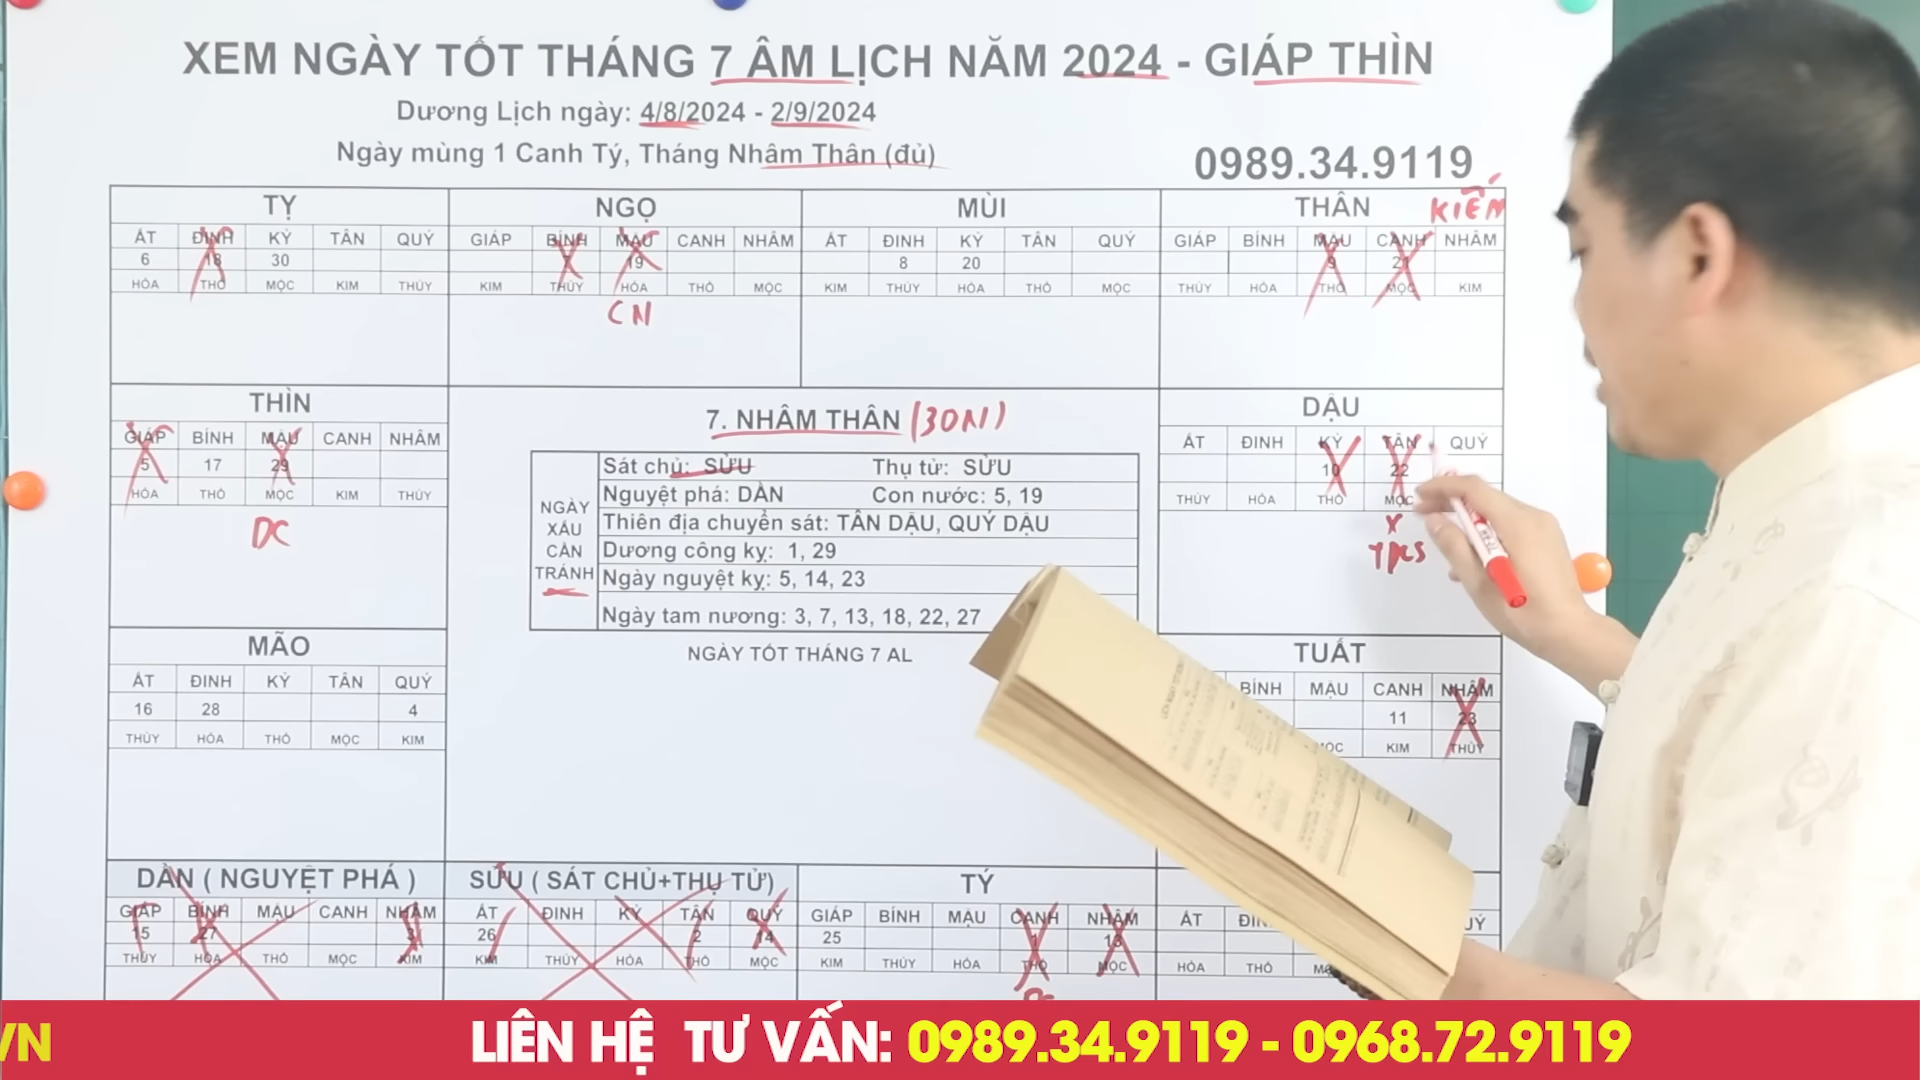 XEM NGÀY TỐT THÁNG 7 ÂM LỊCH NĂM 2024 - GIÁP THÌN
Dương Lịch ngày: 4/8/2024 - 2/9/2024
Ngày mùng 1 Canh Tý, Tháng Nhâm Thân (đủ)
0989.34.9119
TỴ
ẤT ĐINH KỶ TÂN QUÝ
6 18 30
HỎA THỔ MỘC KIM THỦY
NGỌ
GIÁP BÍNH MẬU CANH NHÂM
7 19
KIM THỦY HỎA THỔ MỘC
CN
MÙI
ẤT ĐINH KỶ TÂN QUÝ
8 20
KIM THỦY HỎA THỔ MỘC
THÂN KIẾN
GIÁP BÍNH MẬU CANH NHÂM
9 21
THỦY HỎA THỔ MỘC KIM
THÌN
GIÁP BÍNH MẬU CANH NHÂM
5 17 29
HỎA THỔ MỘC KIM THỦY
DC
7. NHÂM THÂN (30N)
NGÀY XẤU CẦN TRÁNH
Sát chủ: SỬU Thụ tử: SỬU
Nguyệt phá: DẦN Con nước: 5, 19
Thiên địa chuyển sát: TÂN DẬU, QUÝ DẬU
Dương công kỵ: 1, 29
Ngày nguyệt kỵ: 5, 14, 23
Ngày tam nương: 3, 7, 13, 18, 22, 27
NGÀY TỐT THÁNG 7 AL
DẬU
ẤT ĐINH KỶ TÂN QUÝ
10 22
THỦY HỎA THỔ MỘC
X
MÃO
ẤT ĐINH KỶ TÂN QUÝ
16 28 4
THỦY HỎA THỔ MỘC KIM
TUẤT
BÍNH MẬU CANH NHÂM
11 23
MỘC KIM THỦY
DẦN ( NGUYỆT PHÁ )
GIÁP BÍNH MẬU CANH NHÂM
15 27 3
THỦY HỎA THỔ MỘC KIM
SỬU ( SÁT CHỦ+THỤ TỬ)
ẤT ĐINH KỶ TÂN QUÝ
26 2 14
KIM THỦY HỎA THỔ MỘC
TÝ
GIÁP BÍNH MẬU CANH NHÂM
25 1 13
KIM THỦY HỎA THỔ MỘC
ẤT
HỎA THỔ
VN
LIÊN HỆ TƯ VẤN: 0989.34.9119 - 0968.72.9119